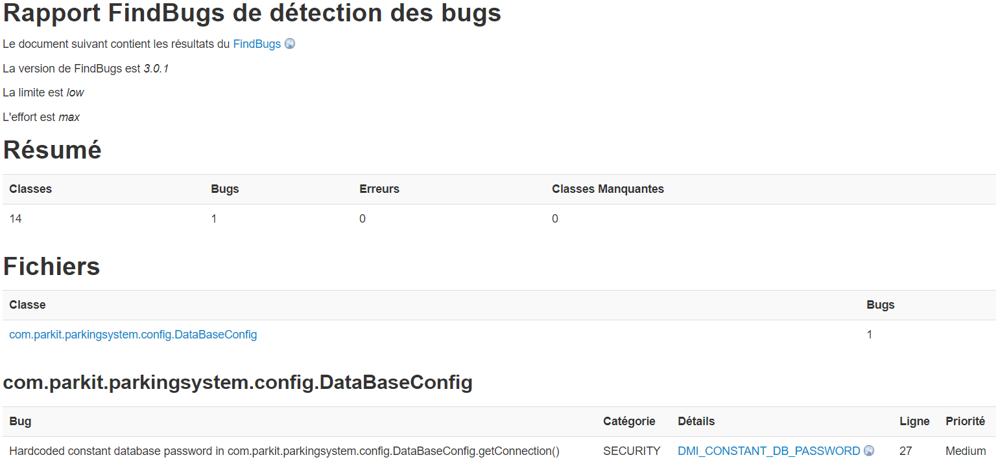 Rapport FindBugs de détection des bugs
Le document suivant contient les résultats du FindBugs
La version de FindBugs est 3.0.1
La limite est low
L'effort est max
Résumé
Classes Bugs Erreurs Classes Manquantes
14 1 0 0
Fichiers
Classe Bugs
com.parkit.parkingsystem.config.DataBaseConfig 1
com.parkit.parkingsystem.config.DataBaseConfig
Bug Catégorie Détails Ligne Priorité
Hardcoded constant database password in com.parkit.parkingsystem.config.DataBaseConfig.getConnection() SECURITY DMI_CONSTANT_DB_PASSWORD 27 Medium